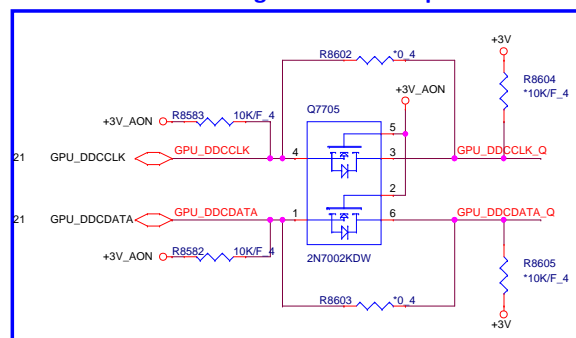 R8602
*0_4
+3V
R8604
*10K/F_4
Q7705
+3V_AON
+3V_AON
R8583
10K/F_4
5
21
GPU_DDCCLK
GPU_DDCCLK
4
3
GPU_DDCCLK_Q
2
21
GPU_DDCDATA
GPU_DDCDATA
1
6
GPU_DDCDATA_Q
+3V_AON
R8582
10K/F_4
2N7002KDW
R8605
*10K/F_4
R8603
*0_4
+3V